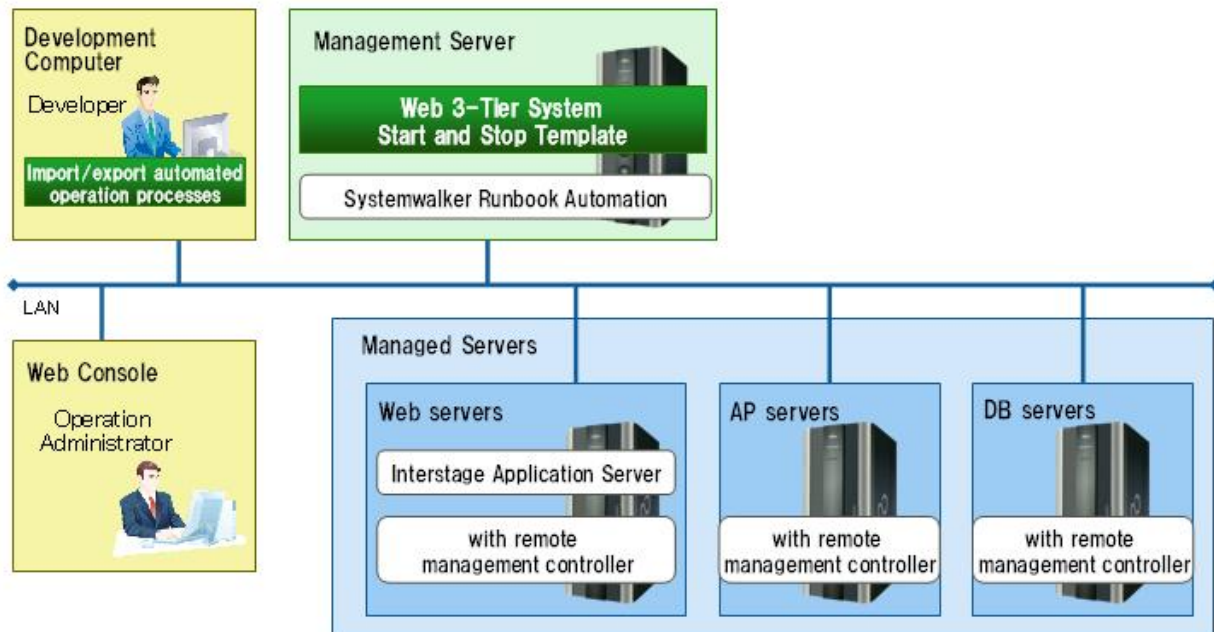 Development
Computer
Developer
Import/export automated
operation processes
Management Server
Web 3-Tier System
Start and Stop Template
Systemwalker Runbook Automation
LAN
Web Console
Operation
Administrator
Managed Servers
Web servers
Interstage Application Server
with remote
management controller
AP servers
with remote
management controller
DB servers
with remote
management controller